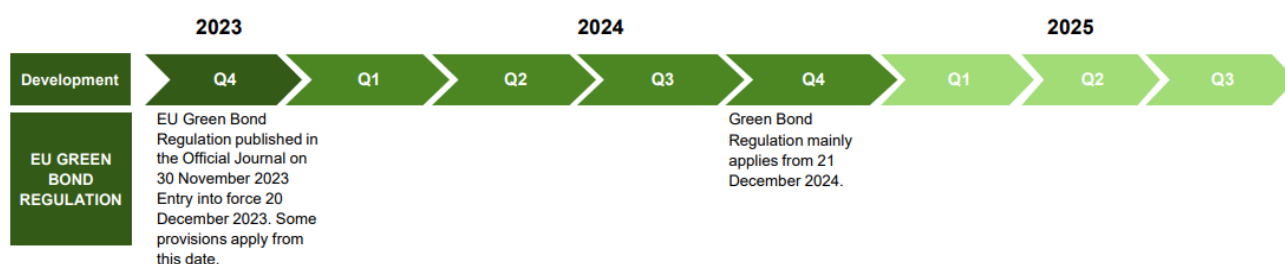 2023
2024
2025
Development
Q4
Q1
Q2
Q3
Q4
Q1
Q2
Q3
EU GREEN
BOND
REGULATION
EU Green Bond
Regulation published in
the Official Journal on
30 November 2023
Entry into force 20
December 2023. Some
provisions apply from
this date.
Green Bond
Regulation mainly
applies from 21
December 2024.